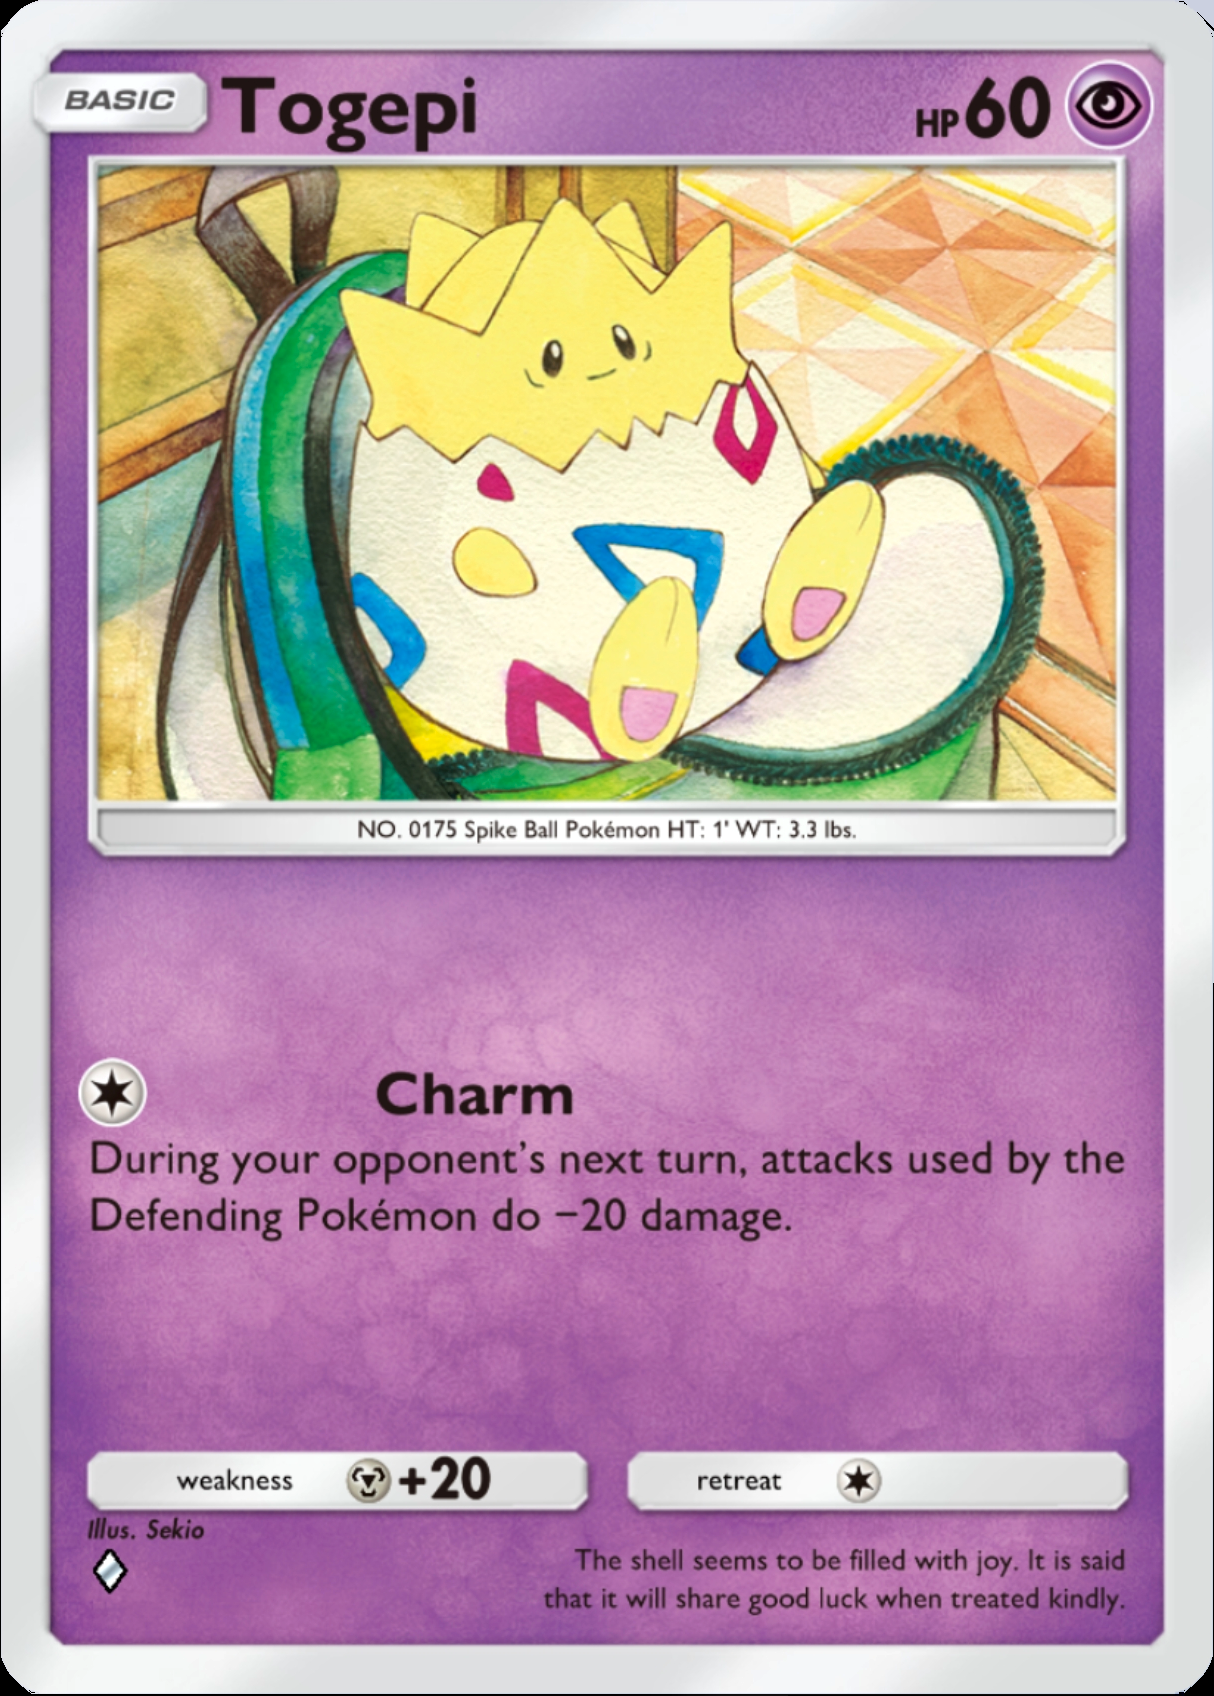 BASIC Togepi HP60
NO. 0175 Spike Ball Pokémon HT: 1' WT: 3.3 lbs.
Charm
During your opponent's next turn, attacks used by the
Defending Pokémon do −20 damage.
weakness +20 retreat
Illus. Sekio
The shell seems to be filled with joy. It is said
that it will share good luck when treated kindly.